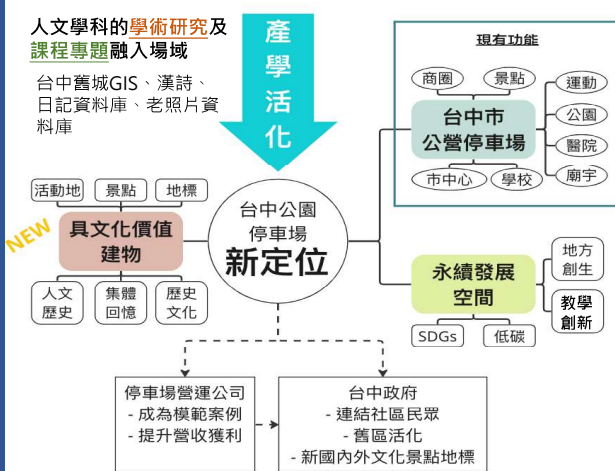 人文學科的學術研究及
課程專題融入場域
台中舊城GIS、漢詩、
日記資料庫、老照片資
料庫
產
學
活
化
現有功能
商圈
景點
運動
台中市
公營停車場
公園
醫院
市中心
學校
廟宇
活動地
景點
地標
NEW
具文化價值
建物
人文
歷史
集體
回憶
歷史
文化
台中公園
停車場
新定位
永續發展
空間
地方
創生
教學
創新
SDGs
低碳
停車場營運公司
- 成為模範案例
- 提升營收獲利
台中政府
- 連結社區民眾
- 舊區活化
- 新國內外文化景點地標